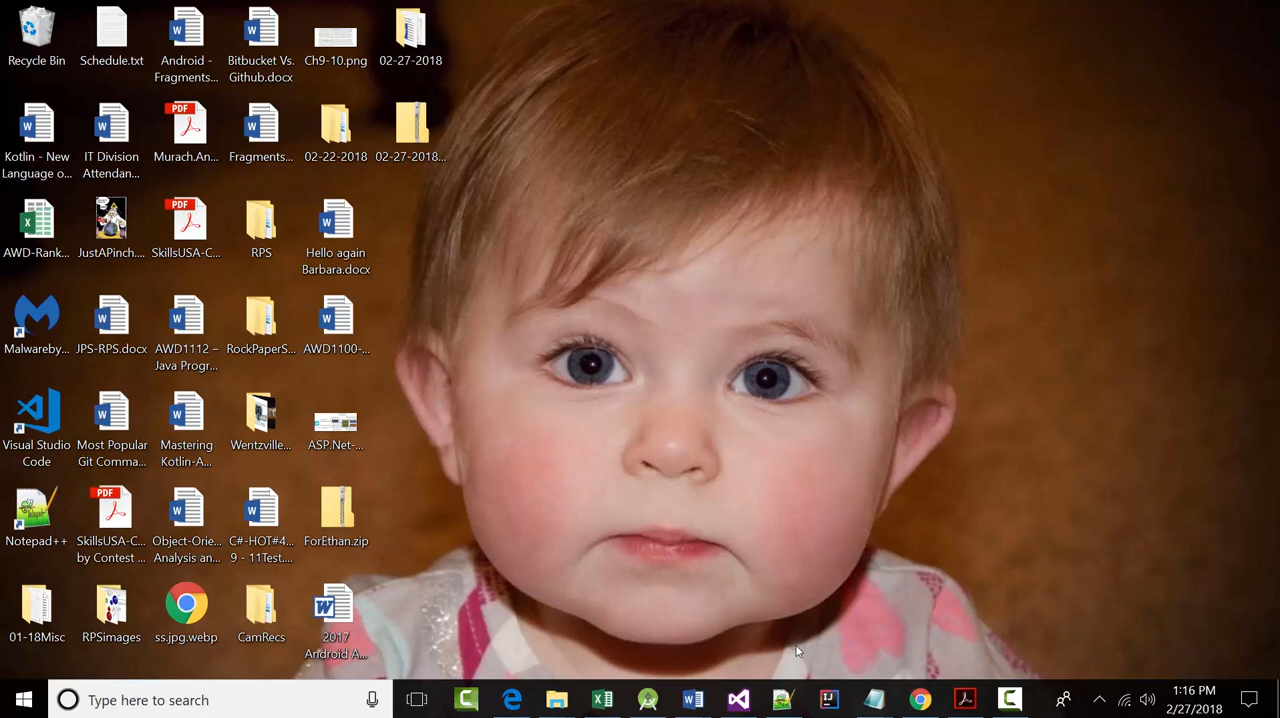 Recycle Bin
Schedule.txt
Android -
Fragments...
Bitbucket Vs.
Github.docx
Ch9-10.png
02-27-2018
Kotlin - New
Language o...
IT Division
Attendan...
PDF
Murach.An...
Fragments...
02-22-2018
02-27-2018...
AWD-Rank...
JustAPinch....
PDF
SkillsUSA-C...
RPS
Hello again
Barbara.docx
Malwareby...
JPS-RPS.docx
AWD1112 –
Java Progr...
RockPaperS...
AWD1100-...
Visual Studio
Code
Most Popular
Git Comma...
Mastering
Kotlin-A...
Wentzville...
ASP.Net-...
Notepad++
PDF
SkillsUSA-C...
by Contest ...
Object-Orie...
Analysis an...
C#-HOT#4...
9 - 11Test....
ForEthan.zip
01-18Misc
RPSimages
ss.jpg.webp
CamRecs
2017
Android A...
Type here to search
1:16 PM
2/27/2018